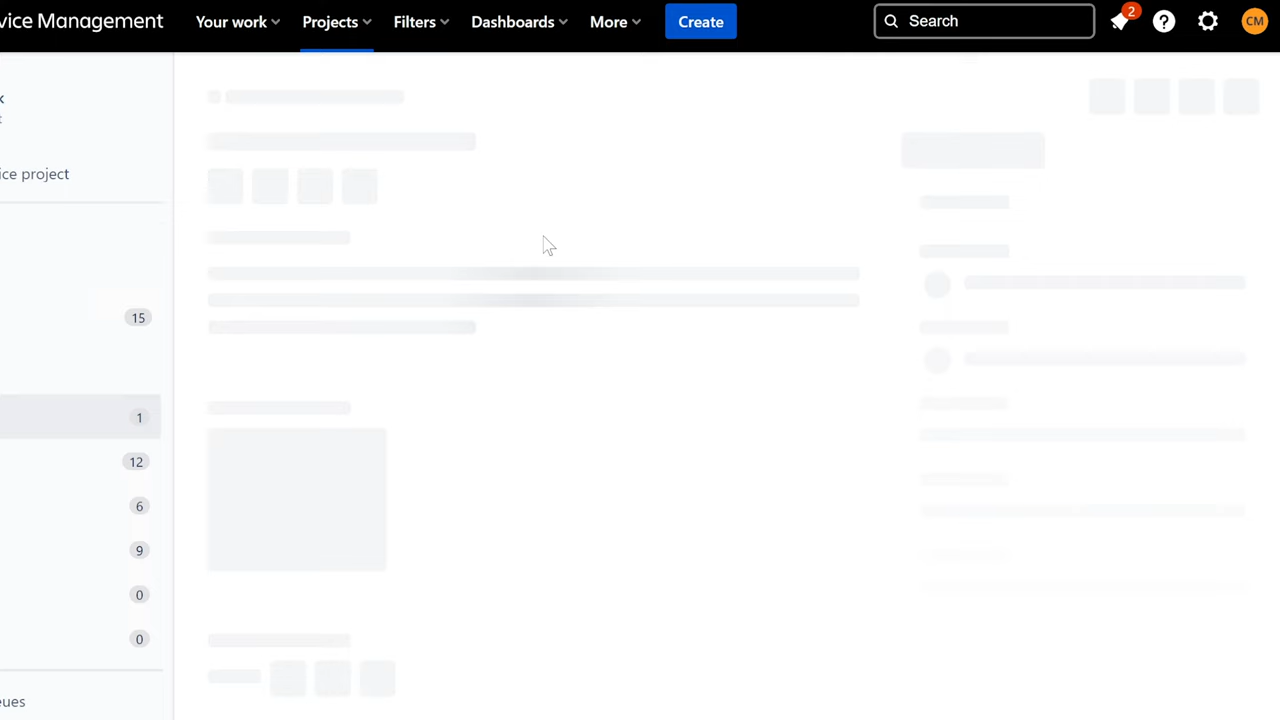 vice Management Your work Projects Filters Dashboards More Create Search 2 CM
k
t
ice project
15
1
12
6
9
0
0
eues